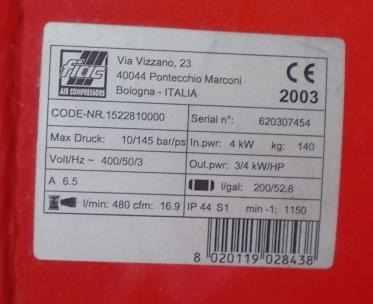 fiac
AIR COMPRESSORS
Via Vizzano, 23
40044 Pontecchio Marconi
Bologna - ITALIA
CE
2003
CODE-NR.1522810000
Serial n°: 620307454
Max Druck: 10/145 bar/ps
In.pwr: 4 kW kg: 140
Volt/Hz ~ 400/50/3
Out.pwr: 3/4 kW/HP
A 6.5
l/gal: 200/52.8
l/min: 480 cfm: 16.9
IP 44 S1 min -1: 1150
8 020119 028438